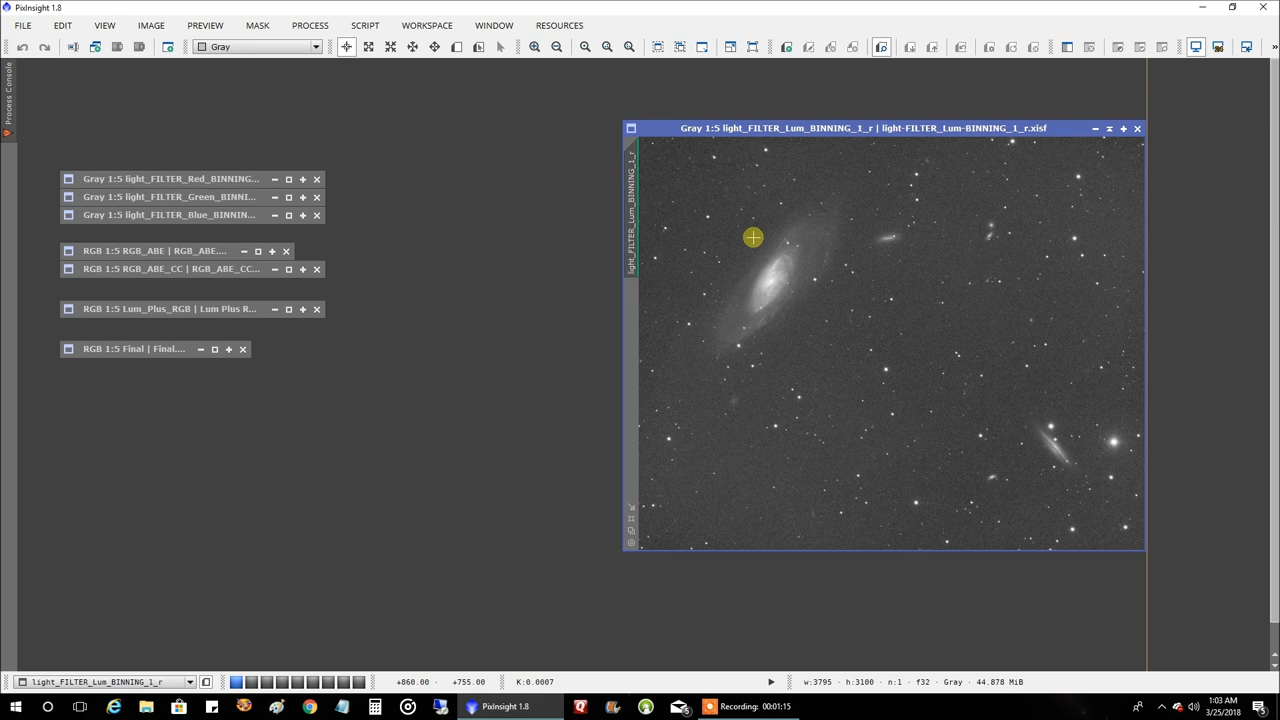 PixInsight 1.8
FILE EDIT VIEW IMAGE PREVIEW MASK PROCESS SCRIPT WORKSPACE WINDOW RESOURCES
Gray
Process Console
Gray 1:5 light_FILTER_Lum_BINNING_1_r | light-FILTER_Lum-BINNING_1_r.xisf
light_FILTER_Lum_BINNING_1_r
Gray 1:5 light_FILTER_Red_BINNING...
Gray 1:5 light_FILTER_Green_BINNI...
Gray 1:5 light_FILTER_Blue_BINNIN...
RGB 1:5 RGB_ABE | RGB_ABE....
RGB 1:5 RGB_ABE_CC | RGB_ABE_CC...
RGB 1:5 Lum_Plus_RGB | Lum Plus R...
RGB 1:5 Final | Final....
light_FILTER_Lum_BINNING_1_r
+860.00 · +755.00 K:0.0007
w:3795 · h:3100 · n:1 · f32 · Gray · 44.878 MiB
PixInsight 1.8
Recording: 00:01:15
1:03 AM
3/25/2018